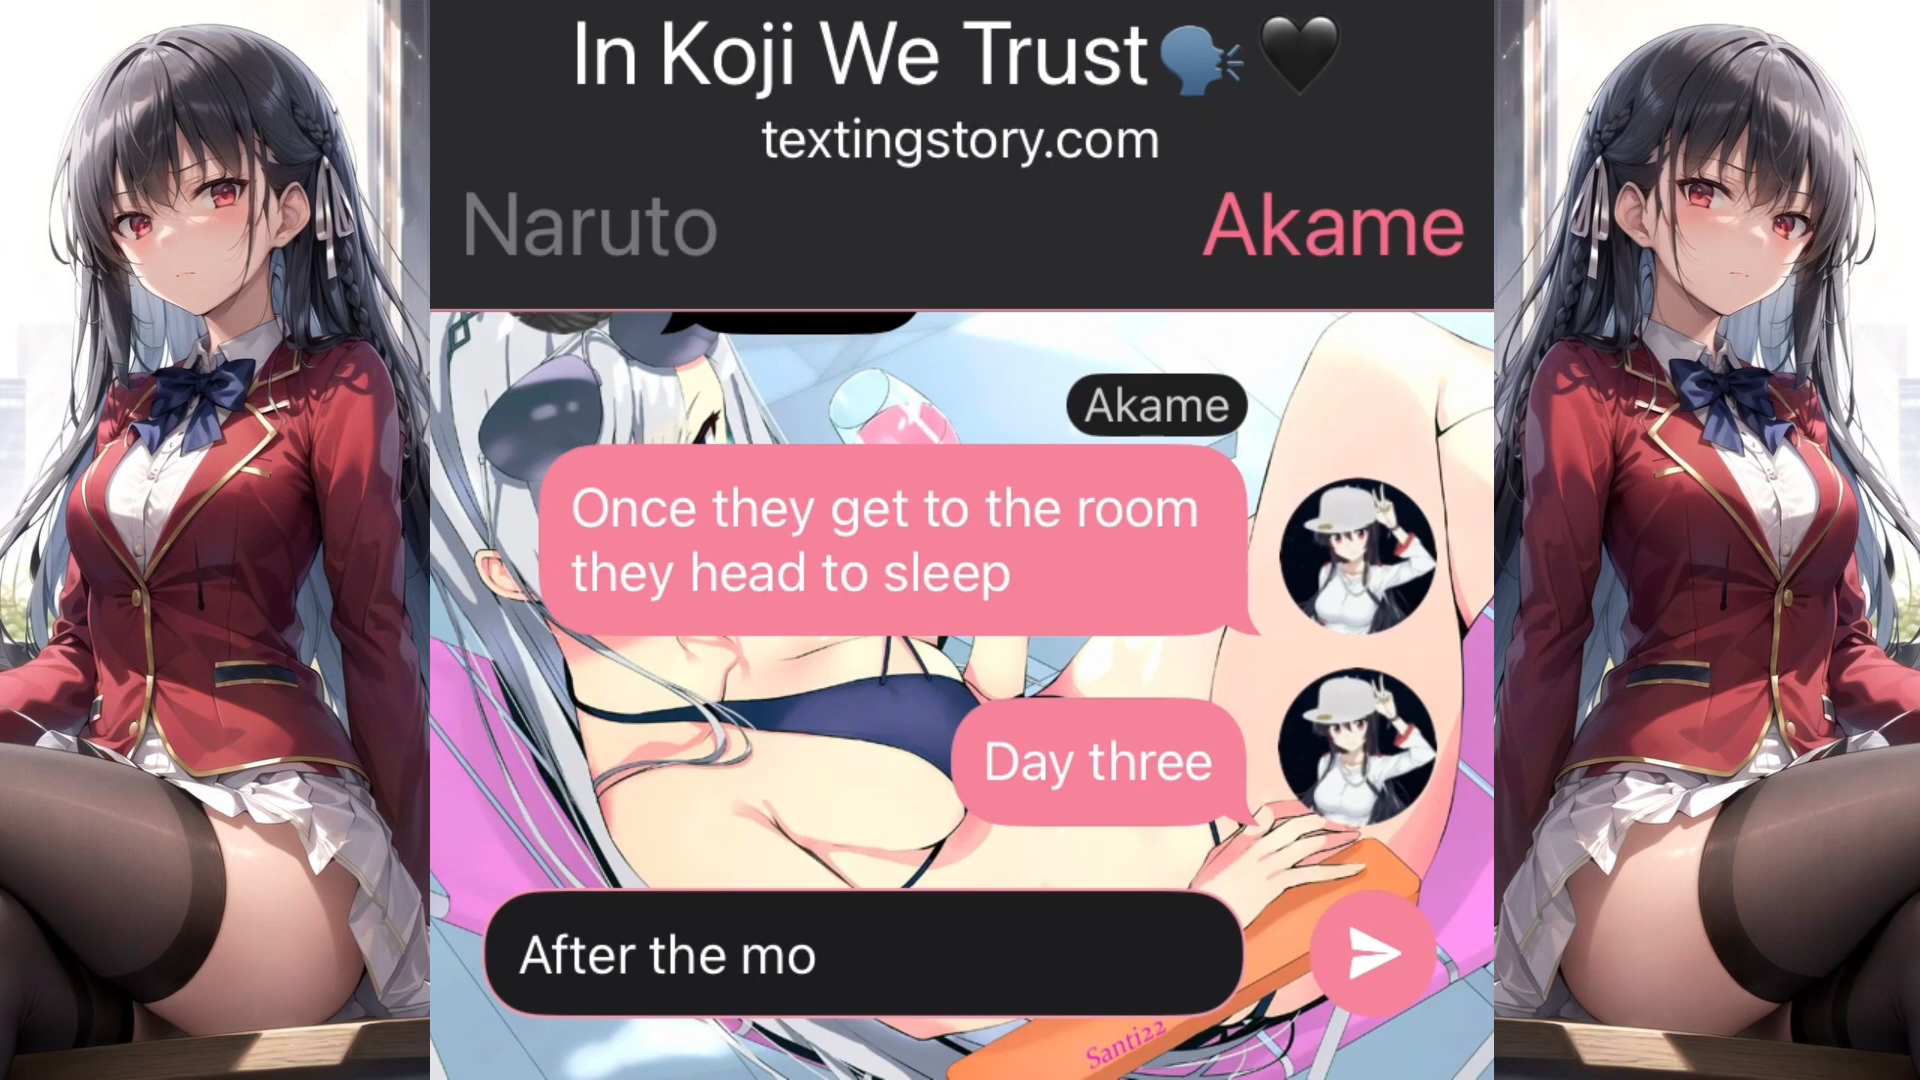 In Koji We Trust🗣️🖤
textingstory.com
Naruto
Akame
Akame
Once they get to the room
they head to sleep
Day three
After the mo
Santi22